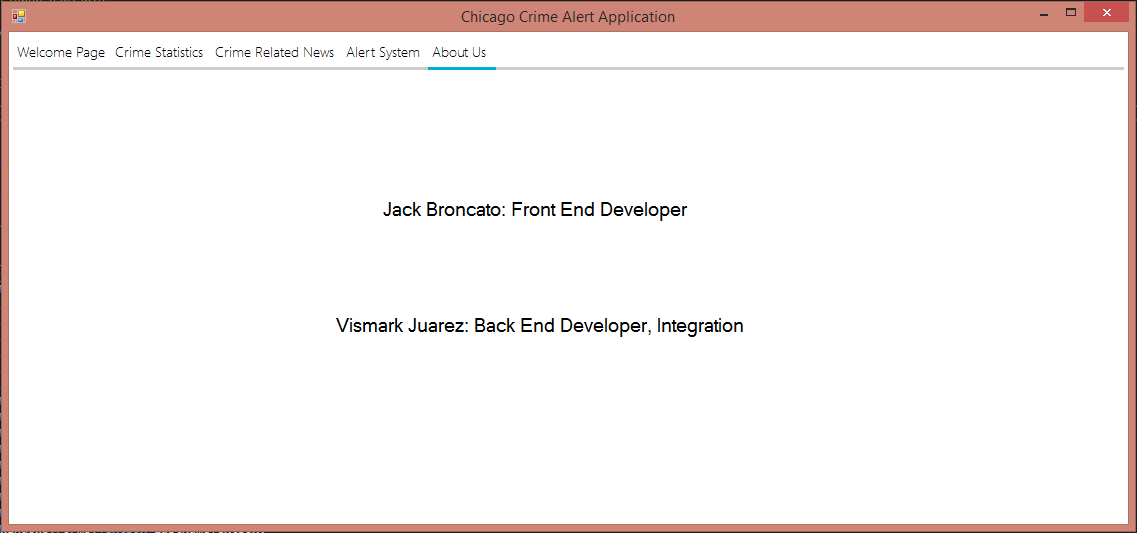 Chicago Crime Alert Application
Welcome Page Crime Statistics Crime Related News Alert System About Us
Jack Broncato: Front End Developer
Vismark Juarez: Back End Developer, Integration